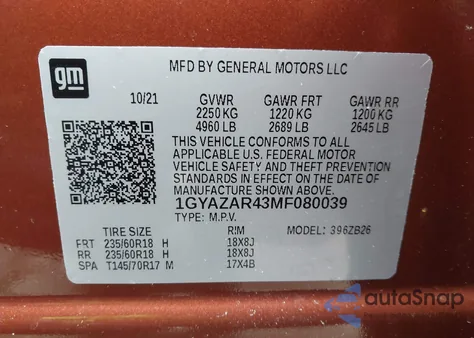 gm
MFD BY GENERAL MOTORS LLC
10/21 GVWR GAWR FRT GAWR RR
2250 KG 1220 KG 1200 KG
4960 LB 2689 LB 2645 LB
THIS VEHICLE CONFORMS TO ALL
APPLICABLE U.S. FEDERAL MOTOR
VEHICLE SAFETY AND THEFT PREVENTION
STANDARDS IN EFFECT ON THE DATE OF
MANUFACTURE SHOWN ABOVE.
1GYAZAR43MF080039
TYPE: M.P.V. MODEL: 396ZB26
TIRE SIZE RIM
FRT 235/60R18 H 18X8J
RR 235/60R18 H 18X8J
SPA T145/70R17 M 17X4B
autoSnap